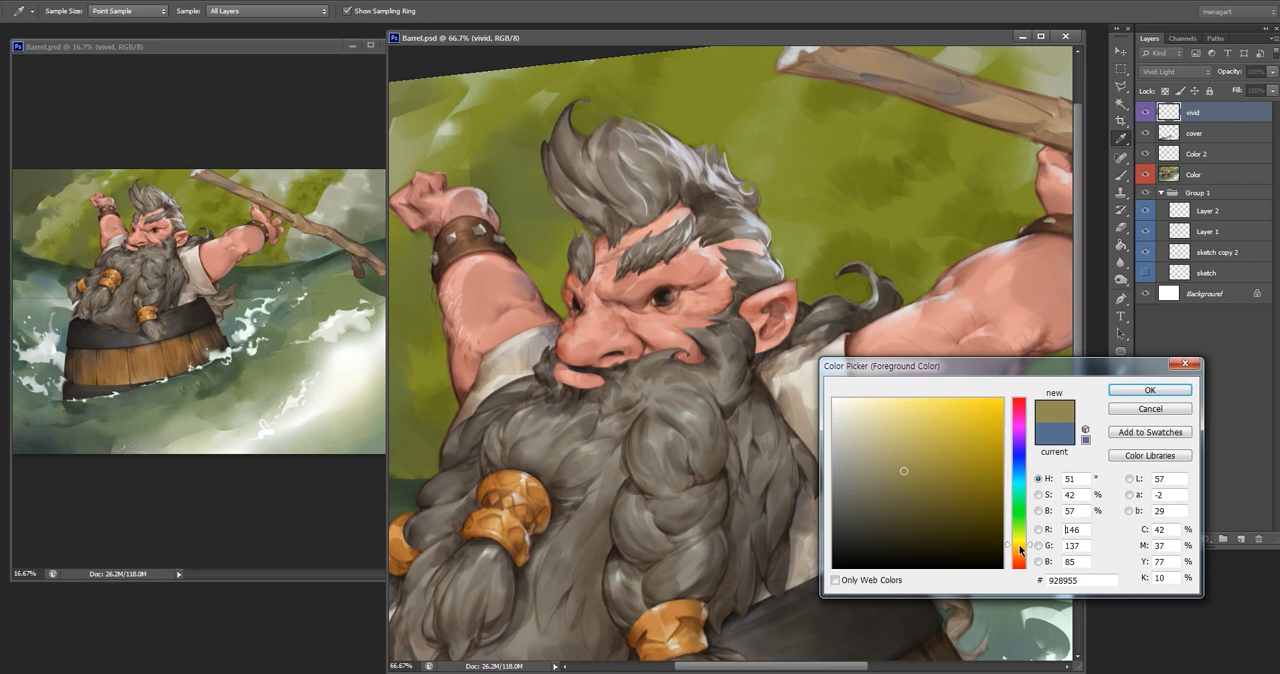 Sample Size: Point Sample Sample: All Layers Show Sampling Ring managart
Ps Barrel.psd @ 16.7% (vivid, RGB/8)
Ps Barrel.psd @ 66.7% (vivid, RGB/8)
16.67% Doc: 26.2M/118.0M
66.67% Doc: 26.2M/118.0M
Layers Channels Paths
Kind
Vivid Light Opacity: 100%
Lock: Fill: 100%
vivid
cover
Color 2
Color
Group 1
Layer 2
Layer 1
sketch copy 2
sketch
Background
Color Picker (Foreground Color)
new
current
OK
Cancel
Add to Swatches
Color Libraries
H: 51 ° L: 57
S: 42 % a: -2
B: 57 % b: 29
R: 146 C: 42 %
G: 137 M: 37 %
B: 85 Y: 77 %
# 928955 K: 10 %
Only Web Colors